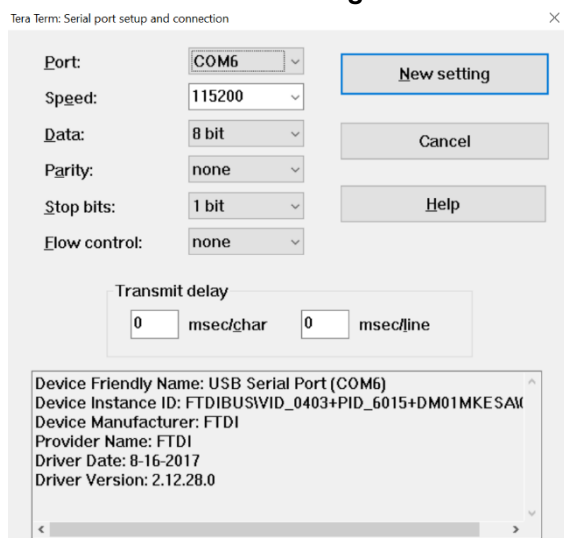 Tera Term: Serial port setup and connection
Port: COM6
New setting
Speed: 115200
Data: 8 bit
Cancel
Parity: none
Stop bits: 1 bit
Help
Flow control: none
Transmit delay
0 msec/char 0 msec/line
Device Friendly Name: USB Serial Port (COM6)
Device Instance ID: FTDIBUS\VID_0403+PID_6015+DM01MKESA\(
Device Manufacturer: FTDI
Provider Name: FTDI
Driver Date: 8-16-2017
Driver Version: 2.12.28.0